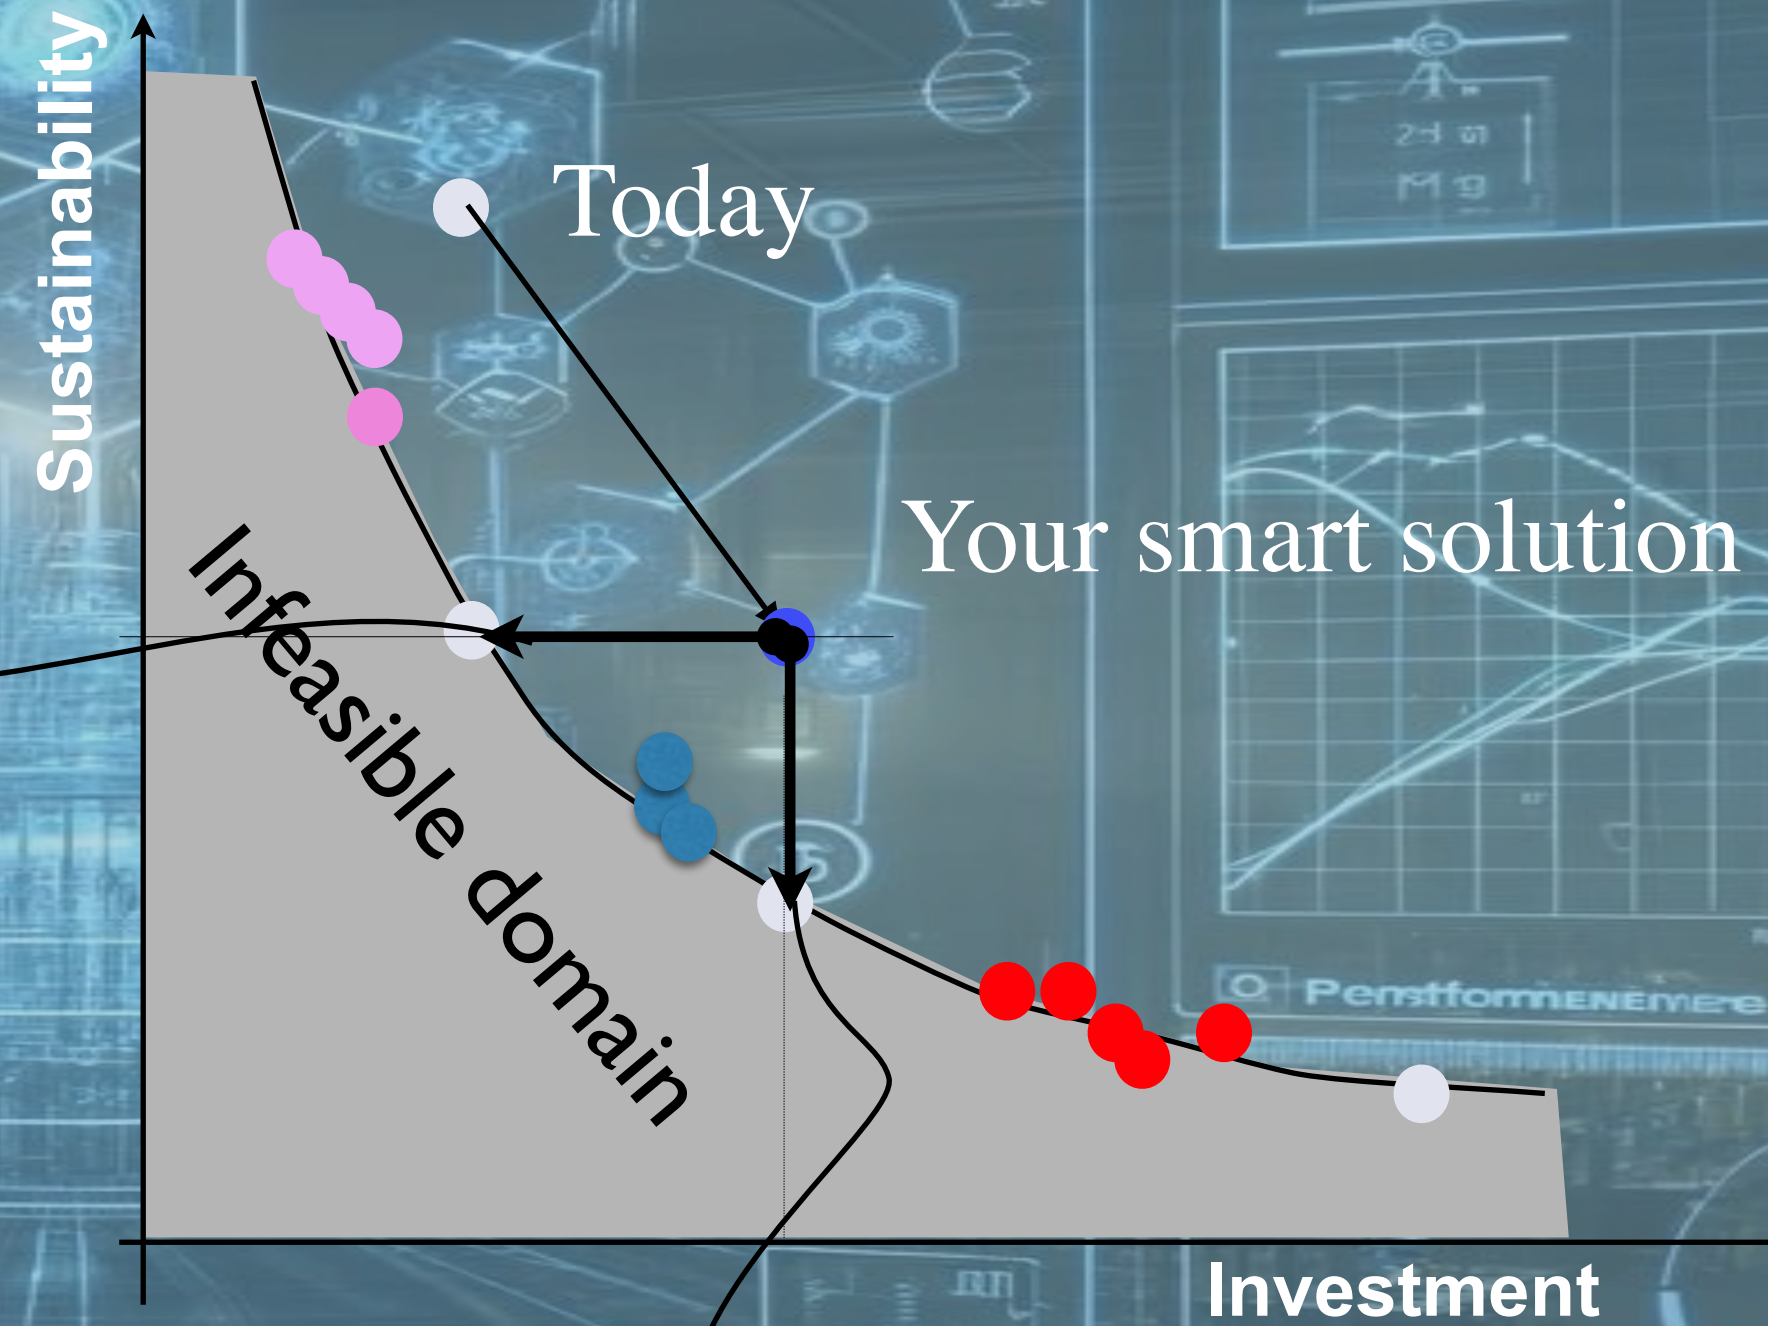 Sustainability
Today
Your smart solution
Infeasible domain
Investment